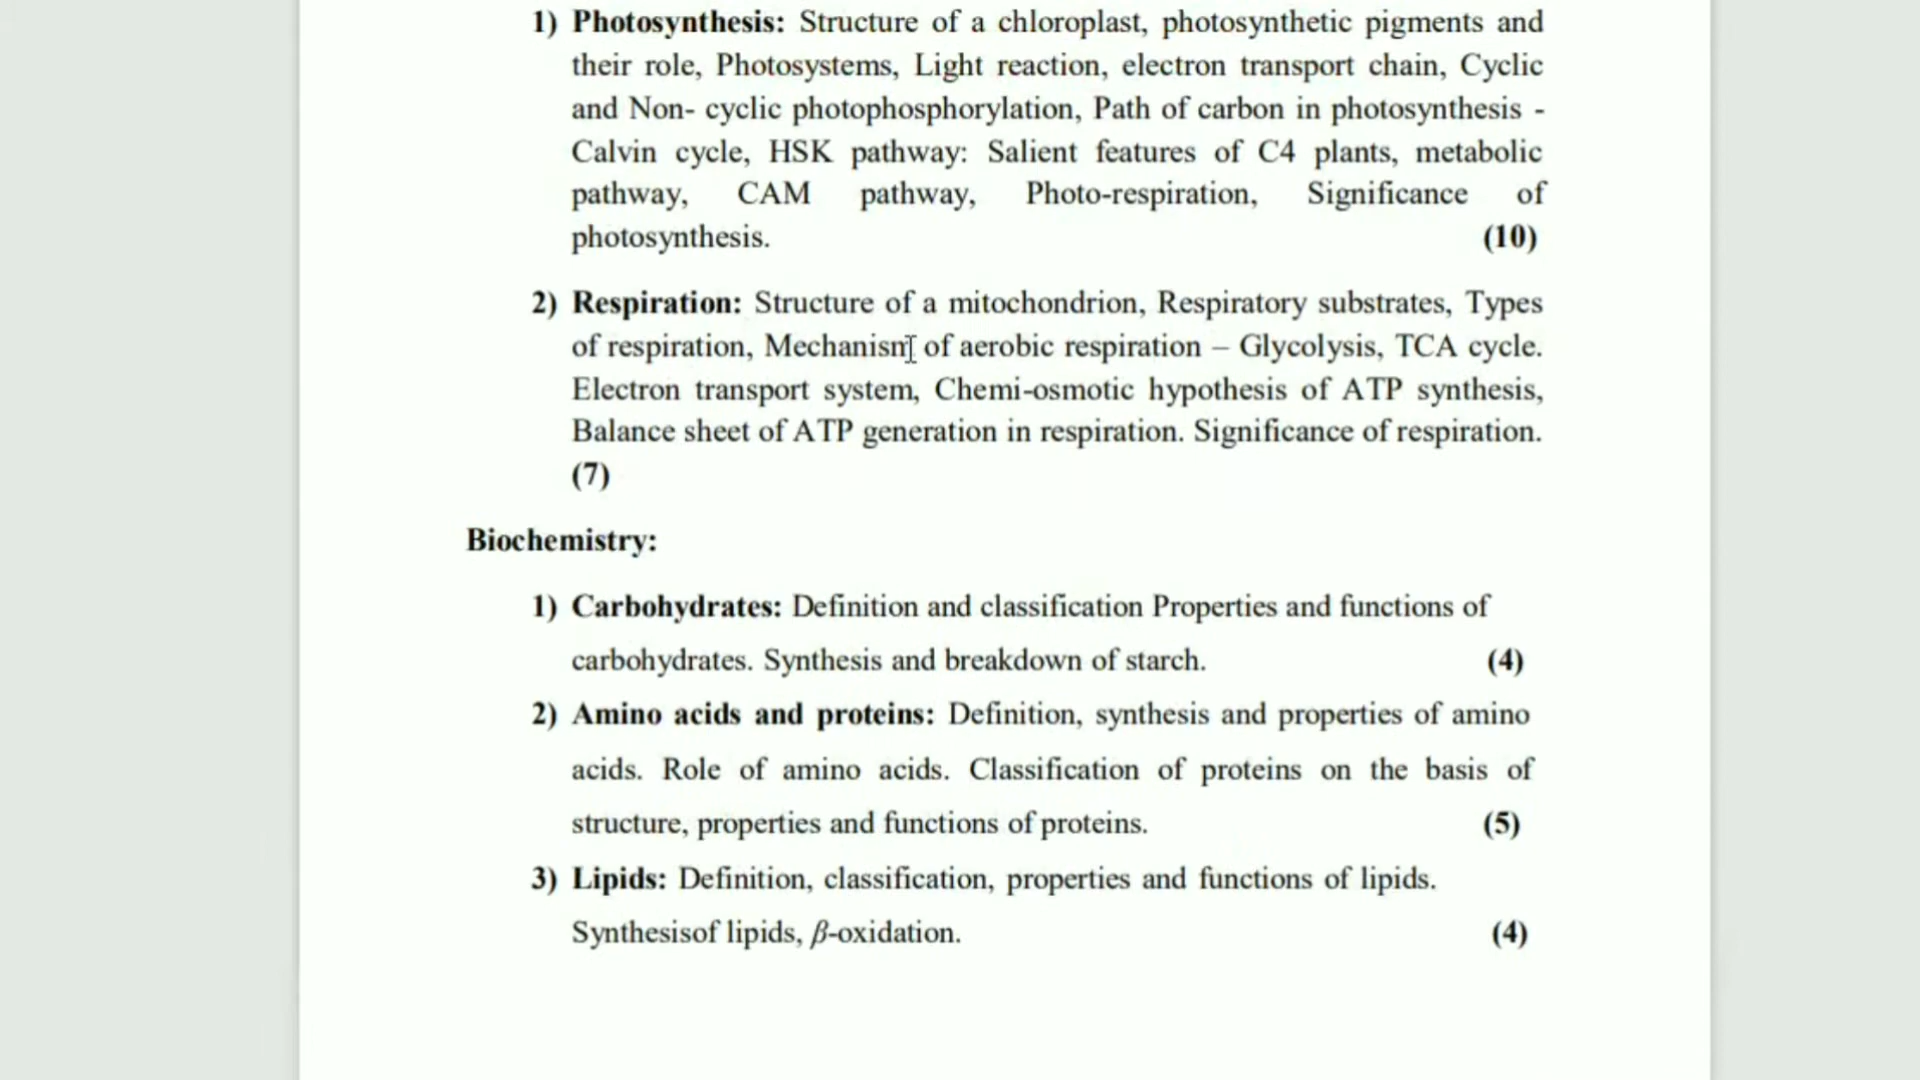 1) Photosynthesis: Structure of a chloroplast, photosynthetic pigments and
their role, Photosystems, Light reaction, electron transport chain, Cyclic
and Non- cyclic photophosphorylation, Path of carbon in photosynthesis -
Calvin cycle, HSK pathway: Salient features of C4 plants, metabolic
pathway, CAM pathway, Photo-respiration, Significance of
photosynthesis. (10)
2) Respiration: Structure of a mitochondrion, Respiratory substrates, Types
of respiration, Mechanism of aerobic respiration – Glycolysis, TCA cycle.
Electron transport system, Chemi-osmotic hypothesis of ATP synthesis,
Balance sheet of ATP generation in respiration. Significance of respiration.
(7)
Biochemistry:
1) Carbohydrates: Definition and classification Properties and functions of
carbohydrates. Synthesis and breakdown of starch. (4)
2) Amino acids and proteins: Definition, synthesis and properties of amino
acids. Role of amino acids. Classification of proteins on the basis of
structure, properties and functions of proteins. (5)
3) Lipids: Definition, classification, properties and functions of lipids.
Synthesisof lipids, β-oxidation. (4)